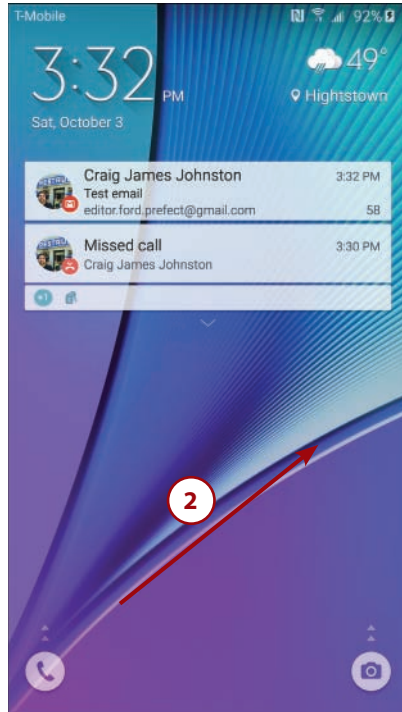 T-Mobile 92%
3:32 PM
49°
Hightstown
Sat, October 3
Craig James Johnston 3:32 PM
Test email
editor.ford.prefect@gmail.com 58
Missed call 3:30 PM
Craig James Johnston
+1
2